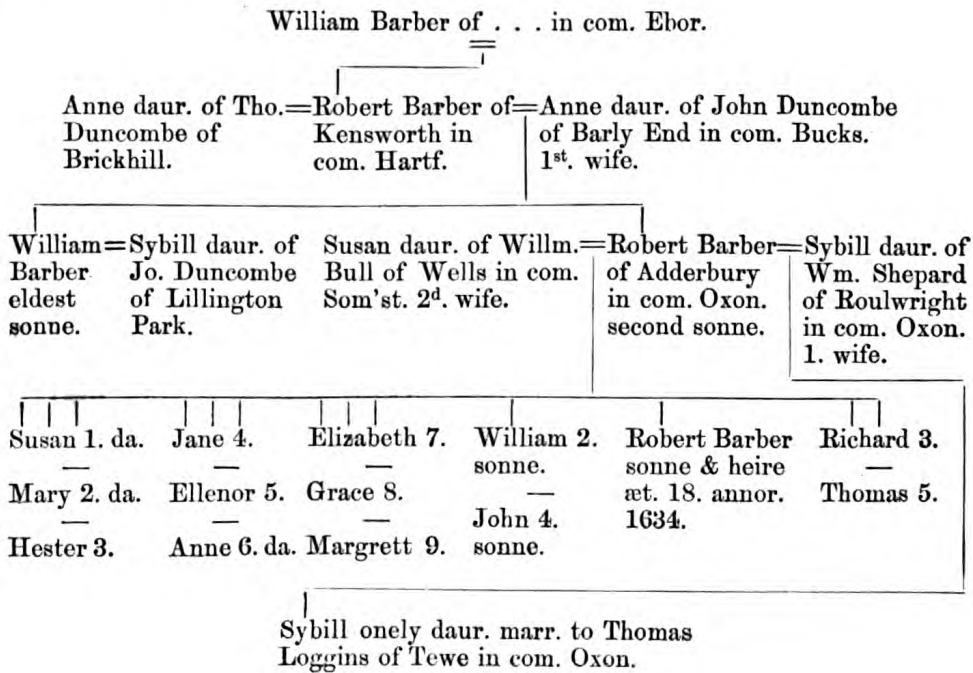 William Barber of . . . in com. Ebor.
Anne daur. of Tho.=Robert Barber of=Anne daur. of John Duncombe
Duncombe of Kensworth in of Barly End in com. Bucks.
Brickhill. com. Hartf. 1st. wife.
William=Sybill daur. of Susan daur. of Willm.=Robert Barber=Sybill daur. of
Barber Jo. Duncombe Bull of Wells in com. of Adderbury Wm. Shepard
eldest of Lillington Som'st. 2d. wife. in com. Oxon. of Roulwright
sonne. Park. second sonne. in com. Oxon.
1. wife.
Susan 1. da. Jane 4. Elizabeth 7. William 2. Robert Barber Richard 3.
— — — sonne. sonne & heire —
Mary 2. da. Ellenor 5. Grace 8. — æt. 18. annor. Thomas 5.
— — — John 4. 1634.
Hester 3. Anne 6. da. Margrett 9. sonne.
Sybill onely daur. marr. to Thomas
Loggins of Tewe in com. Oxon.